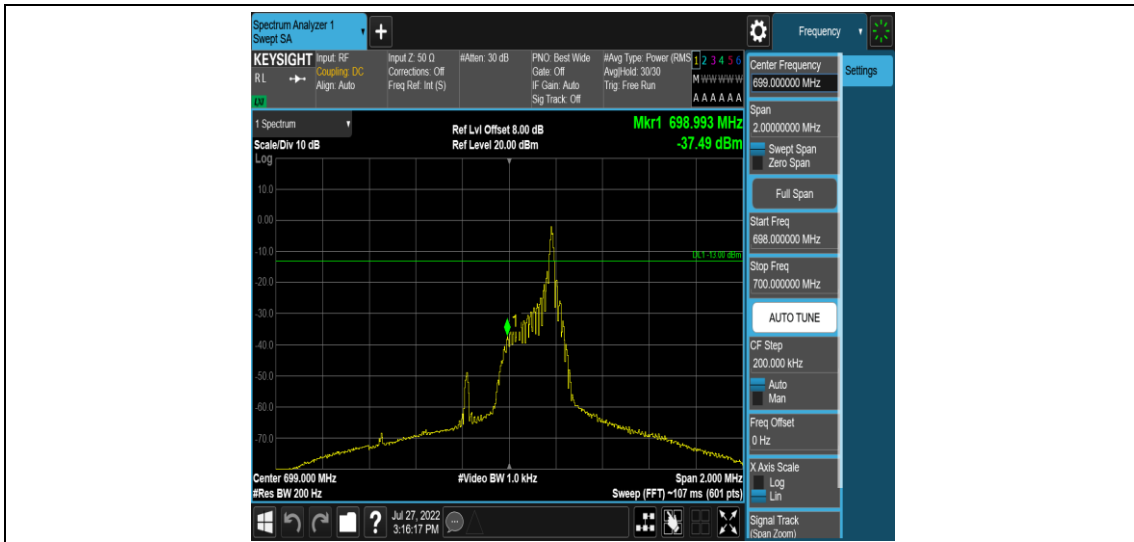 Spectrum Analyzer 1
Swept SA
Frequency
KEYSIGHT
RL
LM
Input: RF
Coupling: DC
Align: Auto
Input Z: 50 Ω
Corrections: Off
Freq Ref: Int (S)
#Atten: 30 dB
PNO: Best Wide
Gate: Off
IF Gain: Auto
Sig Track: Off
#Avg Type: Power (RMS
Avg|Hold: 30/30
Trig: Free Run
1 2 3 4 5 6
M W W W W W
A A A A A A
Center Frequency
699.000000 MHz
Settings
1 Spectrum
Scale/Div 10 dB
Log
Ref Lvl Offset 8.00 dB
Ref Level 20.00 dBm
Mkr1 698.993 MHz
-37.49 dBm
10.0
0.00
-10.0
-20.0
-30.0
-40.0
-50.0
-60.0
-70.0
DL1 -13.00 dBm
1
Center 699.000 MHz
#Res BW 200 Hz
#Video BW 1.0 kHz
Span 2.000 MHz
Sweep (FFT) ~107 ms (601 pts)
Span
2.00000000 MHz
Swept Span
Zero Span
Full Span
Start Freq
698.000000 MHz
Stop Freq
700.000000 MHz
AUTO TUNE
CF Step
200.000 kHz
Auto
Man
Freq Offset
0 Hz
X Axis Scale
Log
Lin
Signal Track
(Span Zoom)
?
Jul 27, 2022
3:16:17 PM